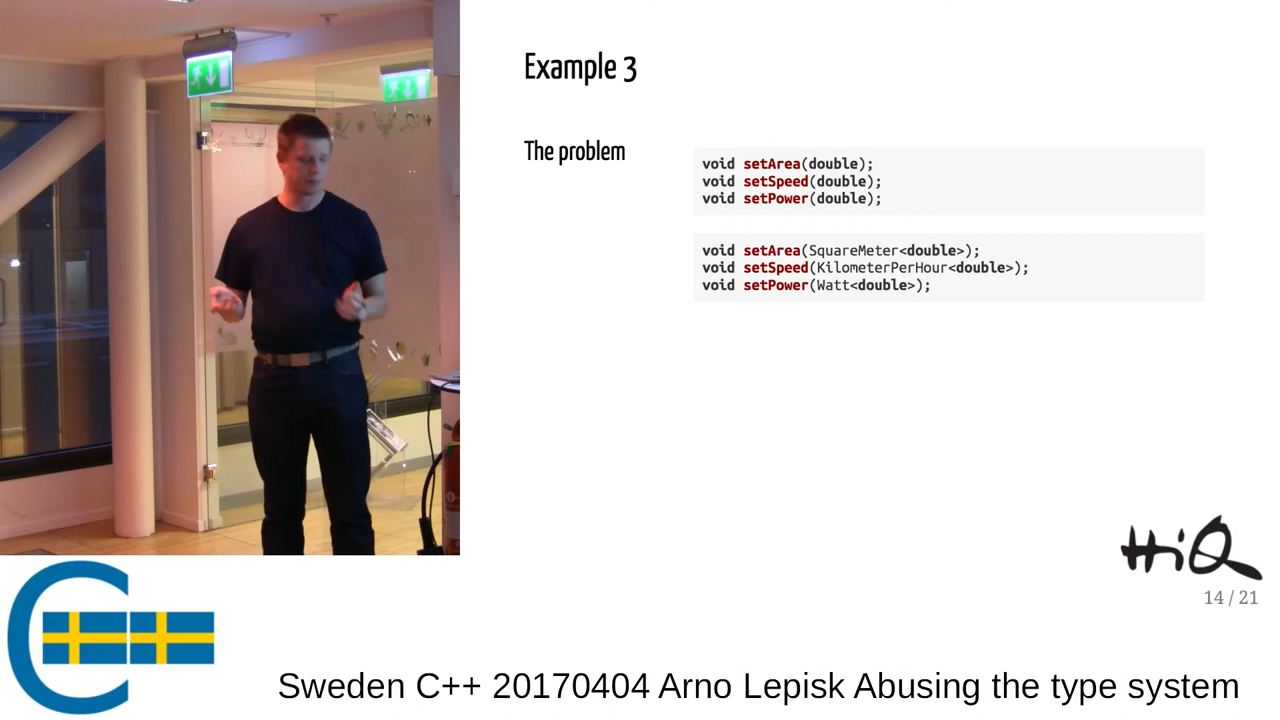 Example 3
The problem
void setArea(double);
void setSpeed(double);
void setPower(double);
void setArea(SquareMeter<double>);
void setSpeed(KilometerPerHour<double>);
void setPower(Watt<double>);
HiQ
14 / 21
C++
Sweden C++ 20170404 Arno Lepisk Abusing the type system